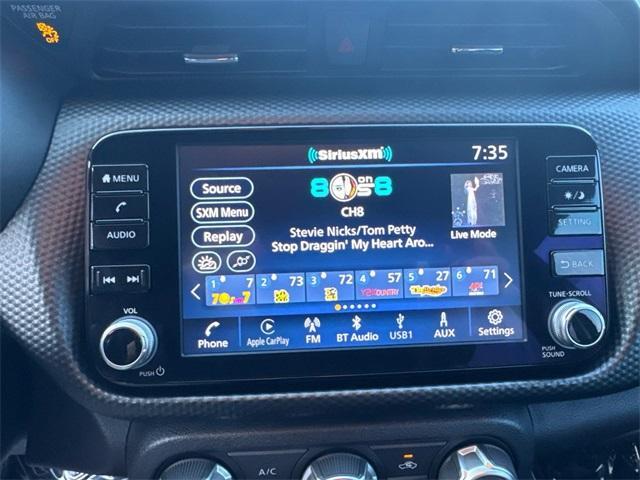 PASSENGER
AIR BAG
OFF
MENU
AUDIO
VOL
PUSH
SiriusXM
7:35
Source
SXM Menu
Replay
8 on 8
CH8
Stevie Nicks/Tom Petty
Stop Draggin' My Heart Aro...
Live Mode
1 7
2 73
3 72
4 57
5 27
6 71
Phone
Apple CarPlay
FM
BT Audio
USB1
AUX
Settings
CAMERA
SETTING
BACK
TUNE-SCROLL
PUSH
SOUND
A/C